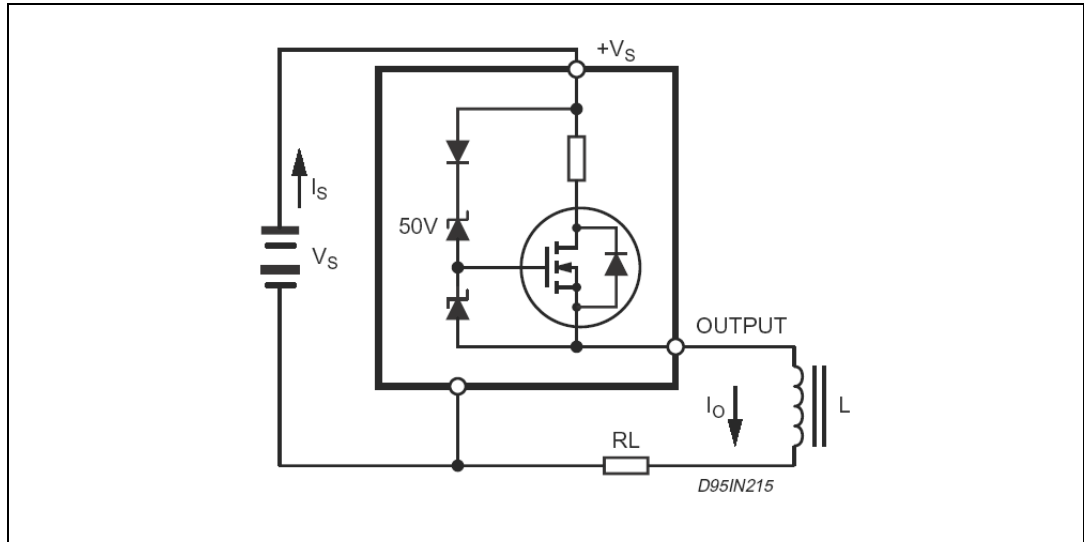 +VS
IS
50V
VS
OUTPUT
IO
L
RL
D95IN215